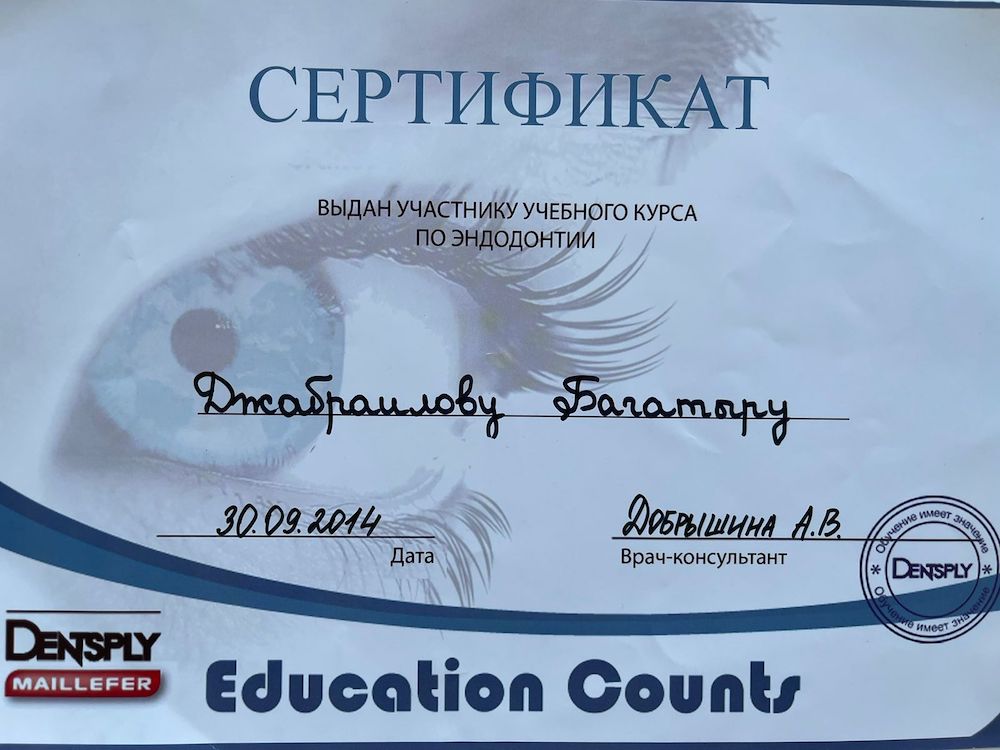 СЕРТИФИКАТ
ВЫДАН УЧАСТНИКУ УЧЕБНОГО КУРСА
ПО ЭНДОДОНТИИ
Джабраилову Багатыру
30.09.2014
Дата
Добрышина А.В.
Врач-консультант
Обучение имеет значение
* DENTSPLY *
Обучение имеет значение
DENTSPLY
MAILLEFER
Education Counts